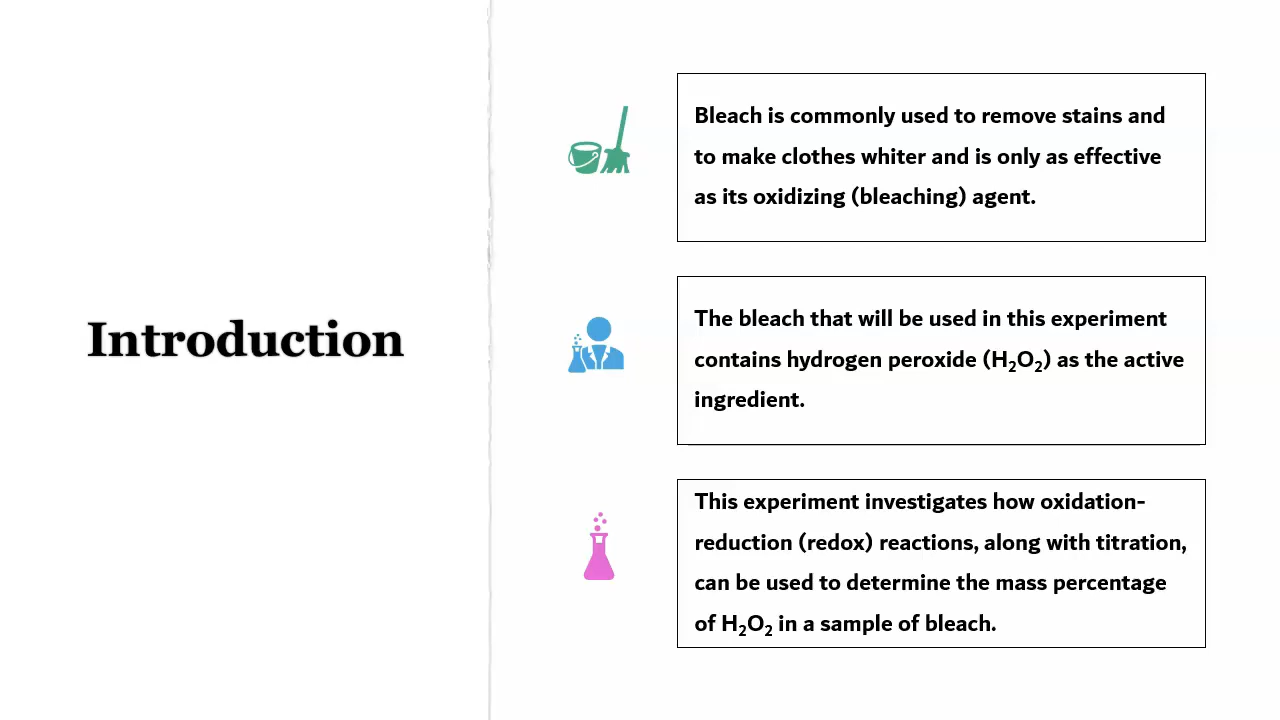 Introduction
Bleach is commonly used to remove stains and
to make clothes whiter and is only as effective
as its oxidizing (bleaching) agent.
The bleach that will be used in this experiment
contains hydrogen peroxide (H₂O₂) as the active
ingredient.
This experiment investigates how oxidation-
reduction (redox) reactions, along with titration,
can be used to determine the mass percentage
of H₂O₂ in a sample of bleach.